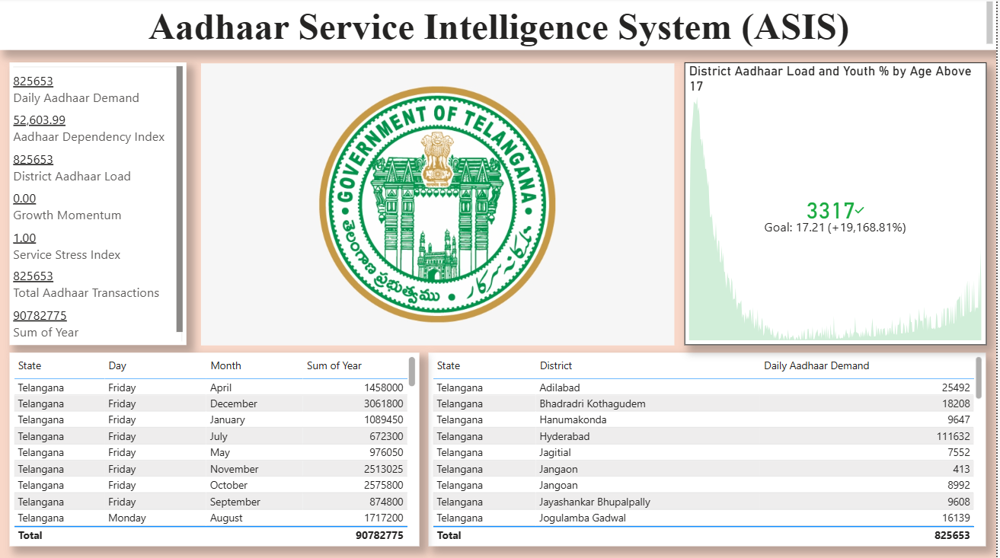 Aadhaar Service Intelligence System (ASIS)
825653
Daily Aadhaar Demand
52,603.99
Aadhaar Dependency Index
825653
District Aadhaar Load
0.00
Growth Momentum
1.00
Service Stress Index
825653
Total Aadhaar Transactions
90782775
Sum of Year
GOVERNMENT OF TELANGANA
తెలంగాణ ప్రభుత్వము
تلنگانہ سرکار
District Aadhaar Load and Youth % by Age Above
17
3317
Goal: 17.21 (+19,168.81%)
State Day Month Sum of Year
Telangana Friday April 1458000
Telangana Friday December 3061800
Telangana Friday January 1089450
Telangana Friday July 672300
Telangana Friday May 976050
Telangana Friday November 2513025
Telangana Friday October 2575800
Telangana Friday September 874800
Telangana Monday August 1717200
Total 90782775
State District Daily Aadhaar Demand
Telangana Adilabad 25492
Telangana Bhadradri Kothagudem 18208
Telangana Hanumakonda 9647
Telangana Hyderabad 111632
Telangana Jagitial 7552
Telangana Jangaon 413
Telangana Jangoan 8992
Telangana Jayashankar Bhupalpally 9608
Telangana Jogulamba Gadwal 16139
Total 825653